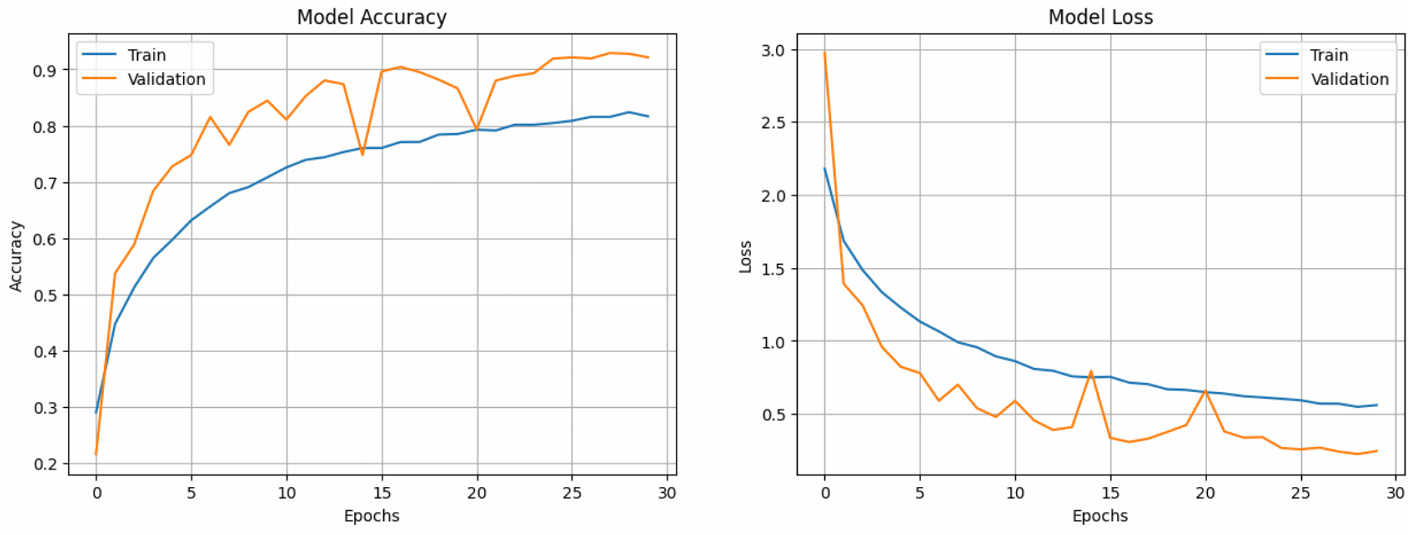 Model Accuracy
Train
Validation
0.9
0.8
0.7
0.6
0.5
0.4
0.3
0.2
Accuracy
0 5 10 15 20 25 30
Epochs
Model Loss
Train
Validation
3.0
2.5
2.0
1.5
1.0
0.5
Loss
0 5 10 15 20 25 30
Epochs